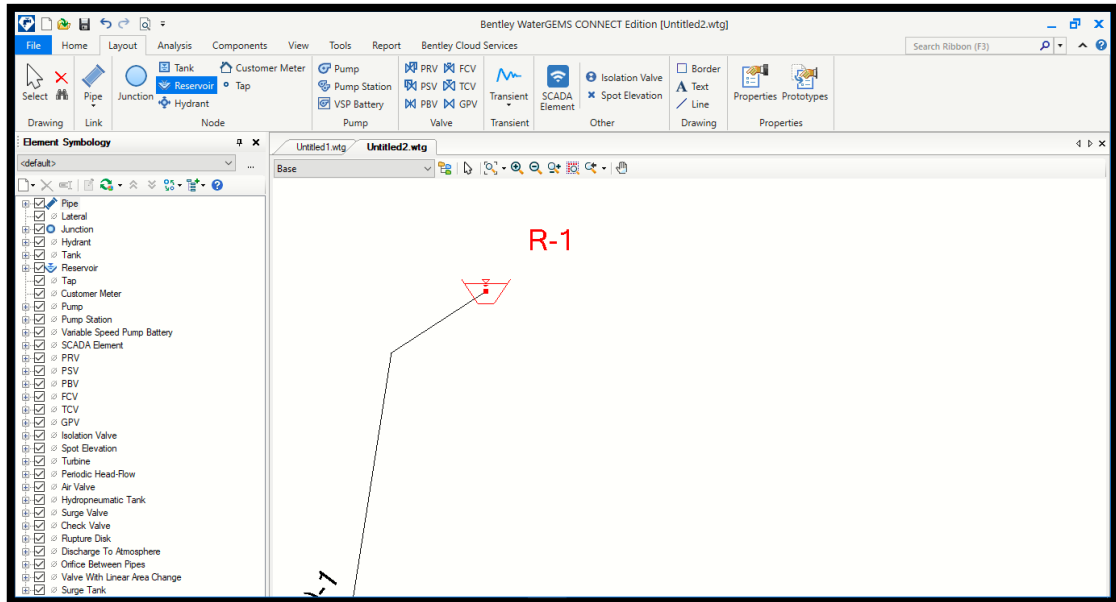 Bentley WaterGEMS CONNECT Edition [Untitled2.wtg]
File Home Layout Analysis Components View Tools Report Bentley Cloud Services Search Ribbon (F3)
Select Pipe Junction Tank Reservoir Hydrant Customer Meter Tap Pump Pump Station VSP Battery PRV FCV PSV TCV PBV GPV Transient SCADA Element Isolation Valve Spot Elevation Border Text Line Properties Prototypes
Drawing Link Node Pump Valve Transient Other Drawing Properties
Element Symbology
Untitled1.wtg Untitled2.wtg
<default>
...
Base
Pipe
Lateral
Junction
Hydrant
Tank
Reservoir
Tap
Customer Meter
Pump
Pump Station
Variable Speed Pump Battery
SCADA Element
PRV
PSV
PBV
FCV
TCV
GPV
Isolation Valve
Spot Elevation
Turbine
Periodic Head-Flow
Air Valve
Hydropneumatic Tank
Surge Valve
Check Valve
Rupture Disk
Discharge To Atmosphere
Orifice Between Pipes
Valve With Linear Area Change
Surge Tank
R-1